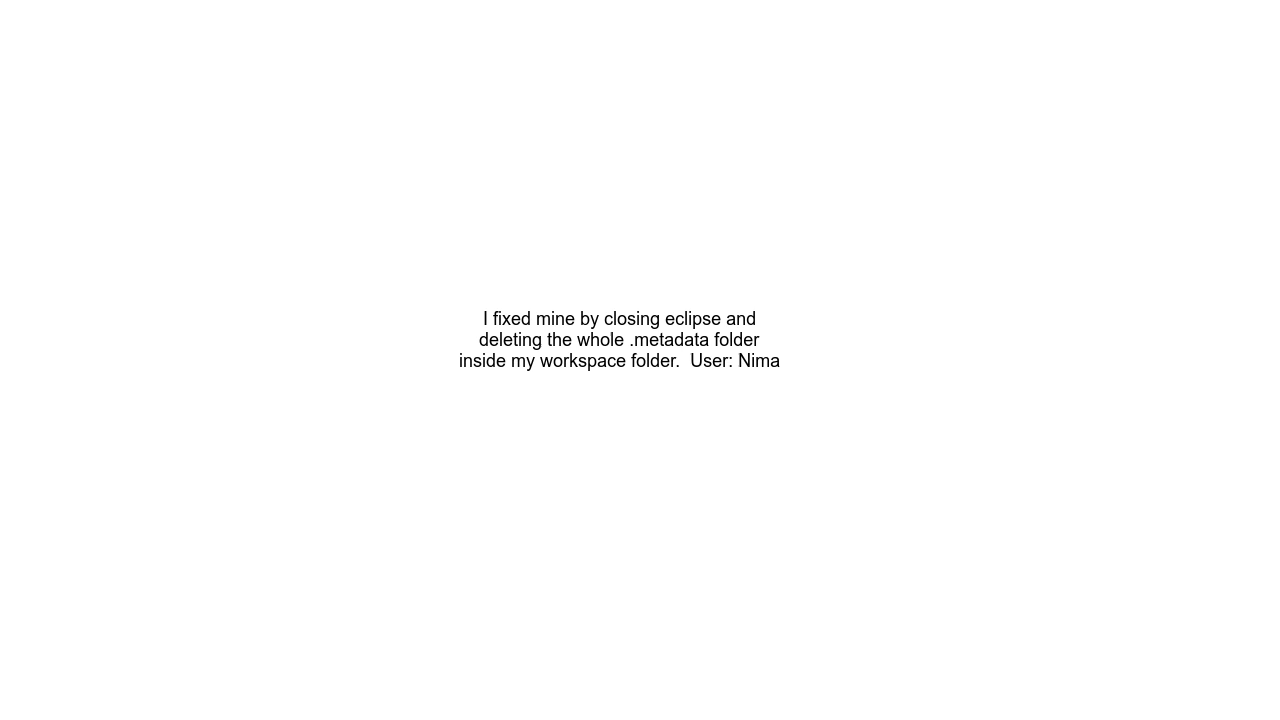 I fixed mine by closing eclipse and
deleting the whole .metadata folder
inside my workspace folder.  User: Nima